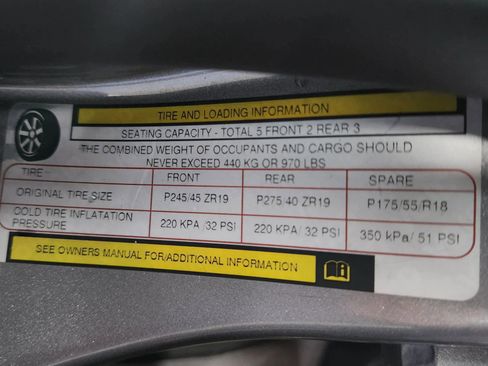 TIRE AND LOADING INFORMATION
SEATING CAPACITY - TOTAL 5 FRONT 2 REAR 3
THE COMBINED WEIGHT OF OCCUPANTS AND CARGO SHOULD
NEVER EXCEED 440 KG OR 970 LBS
TIRE FRONT REAR SPARE
ORIGINAL TIRE SIZE P245/45 ZR19 P275/40 ZR19 P175/55/R18
COLD TIRE INFLATATION PRESSURE 220 KPA /32 PSI 220 KPA / 32 PSI 350 kPa/ 51 PSI
SEE OWNERS MANUAL FOR/ADDITIONAL INFORMATION